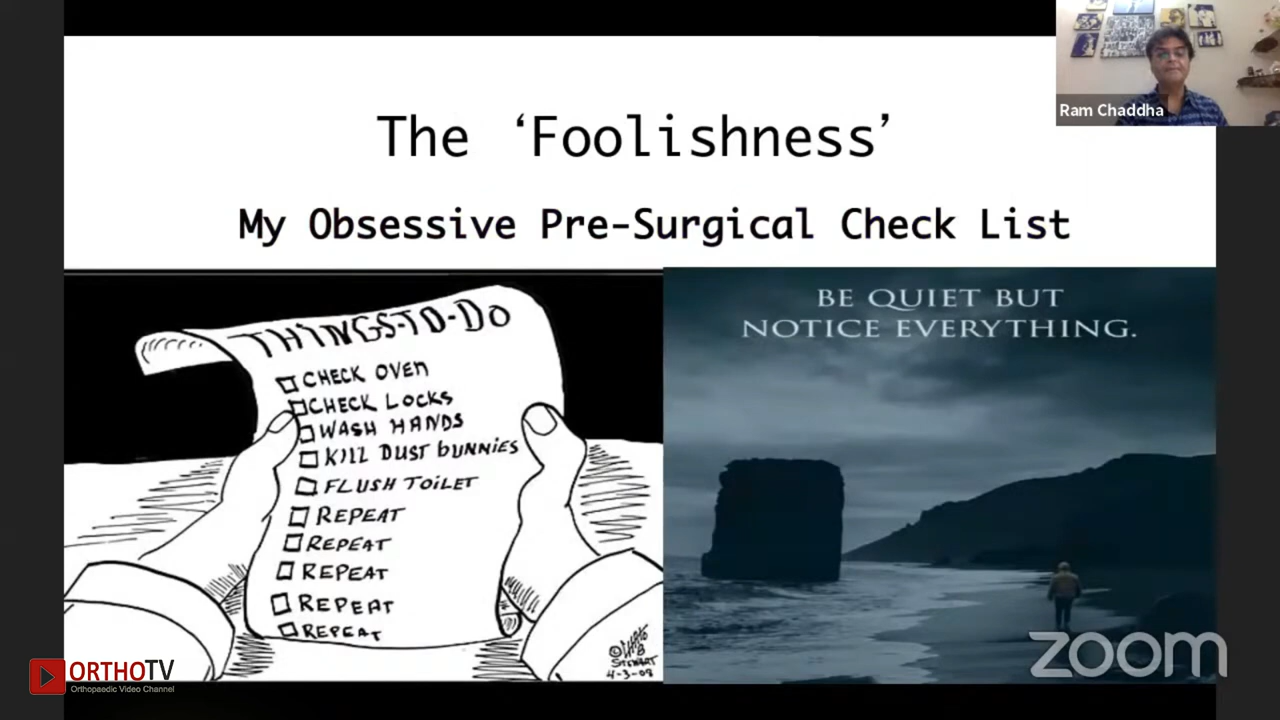 The ‘Foolishness’
My Obsessive Pre-Surgical Check List
Ram Chaddha
THINGS-TO-DO
CHECK OVEN
CHECK LOCKS
WASH HANDS
KILL DUST BUNNIES
FLUSH TOILET
REPEAT
REPEAT
REPEAT
REPEAT
REPEAT
STEWART
4-3-08
BE QUIET BUT
NOTICE EVERYTHING.
ORTHOTV
Orthopaedic Video Channel
zoom